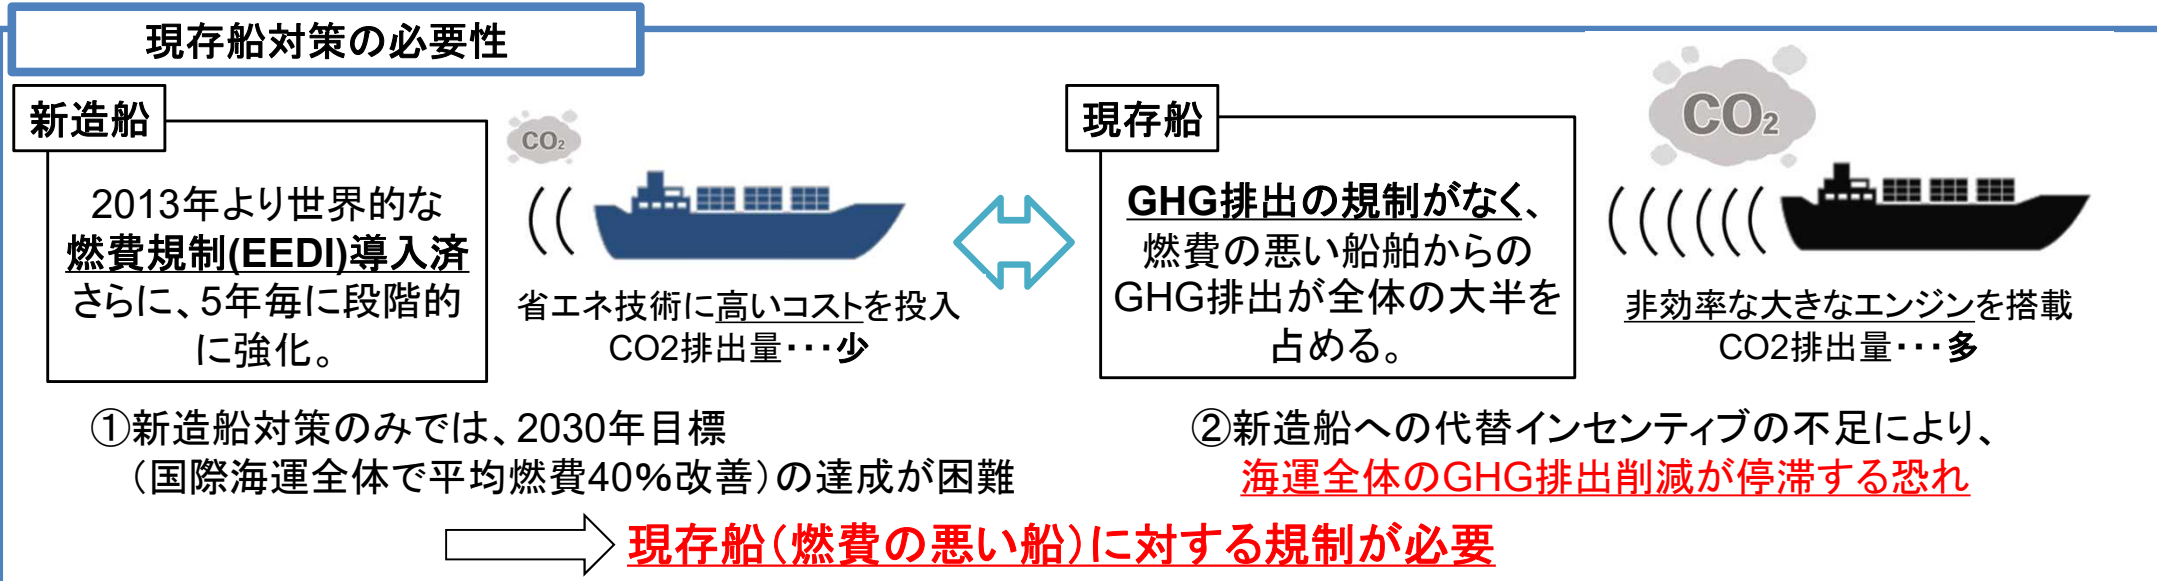 現存船対策の必要性
新造船
2013年より世界的な
燃費規制(EEDI)導入済
さらに、5年毎に段階的
に強化。
CO₂
省エネ技術に高いコストを投入
CO2排出量・・・少
現存船
GHG排出の規制がなく、
燃費の悪い船舶からの
GHG排出が全体の大半を
占める。
CO₂
非効率な大きなエンジンを搭載
CO2排出量・・・多
①新造船対策のみでは、2030年目標
（国際海運全体で平均燃費40%改善）の達成が困難
②新造船への代替インセンティブの不足により、
海運全体のGHG排出削減が停滞する恐れ
現存船（燃費の悪い船）に対する規制が必要